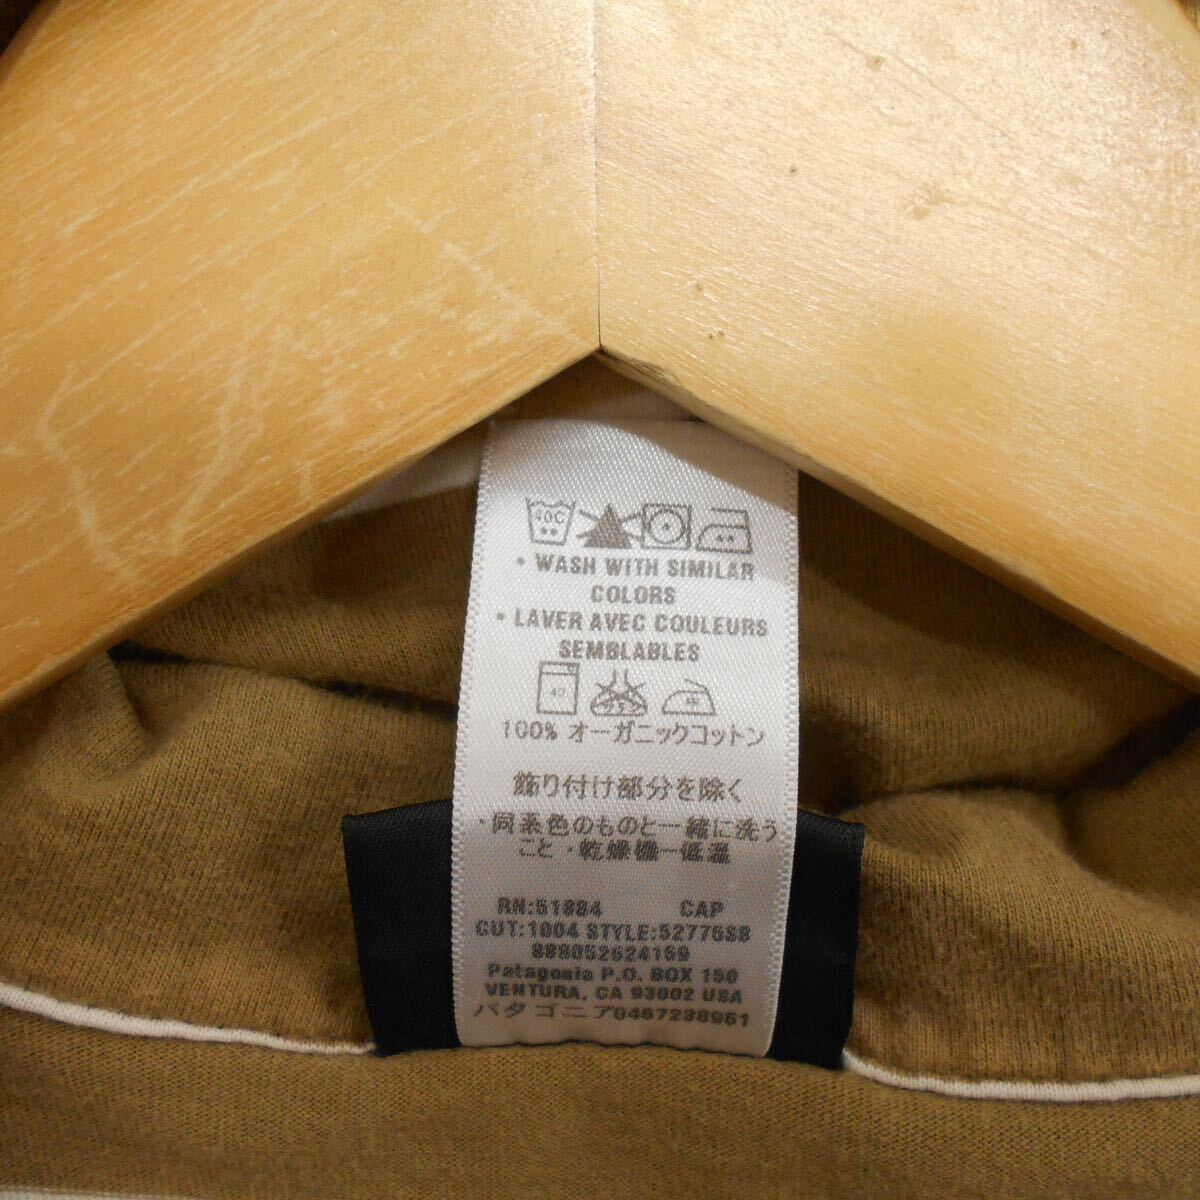 40C
• WASH WITH SIMILAR
COLORS
• LAVER AVEC COULEURS
SEMBLABLES
40
100% オーガニックコットン
飾り付け部分を除く
・同系色のものと一緒に洗う
こと・乾燥機ー低温
RN:51884 CAP
CUT:1004 STYLE:52775S8
888052624159
Patagonia P.O. BOX 150
VENTURA, CA 93002 USA
パタゴニア0467238961